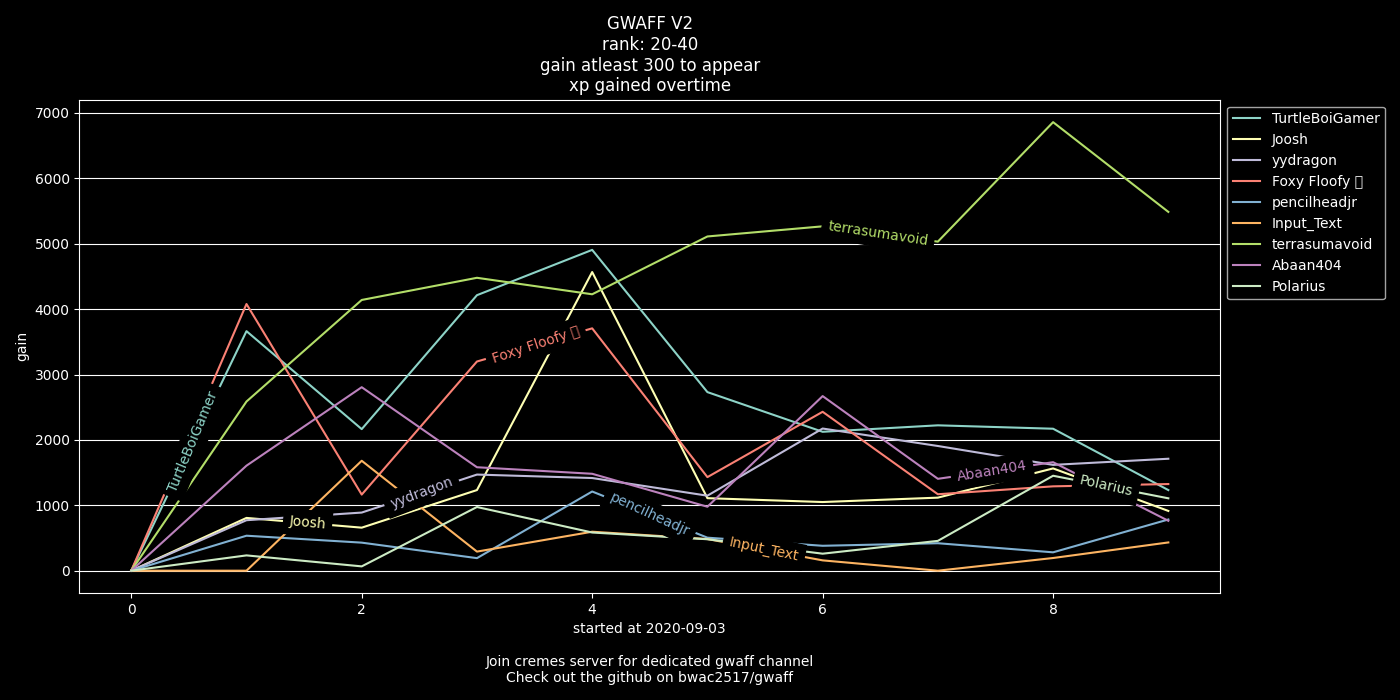 GWAFF V2
rank: 20-40
gain atleast 300 to appear
xp gained overtime
gain
7000
6000
5000
4000
3000
2000
1000
0
0 2 4 6 8
TurtleBoiGamer
Joosh
yydragon
Foxy Floofy
pencilheadjr
Input_Text
terrasumavoid
Abaan404
Polarius
TurtleBoiGamer
Joosh
yydragon
Foxy Floofy
pencilheadjr
Input_Text
terrasumavoid
Abaan404
Polarius
started at 2020-09-03
Join cremes server for dedicated gwaff channel
Check out the github on bwac2517/gwaff